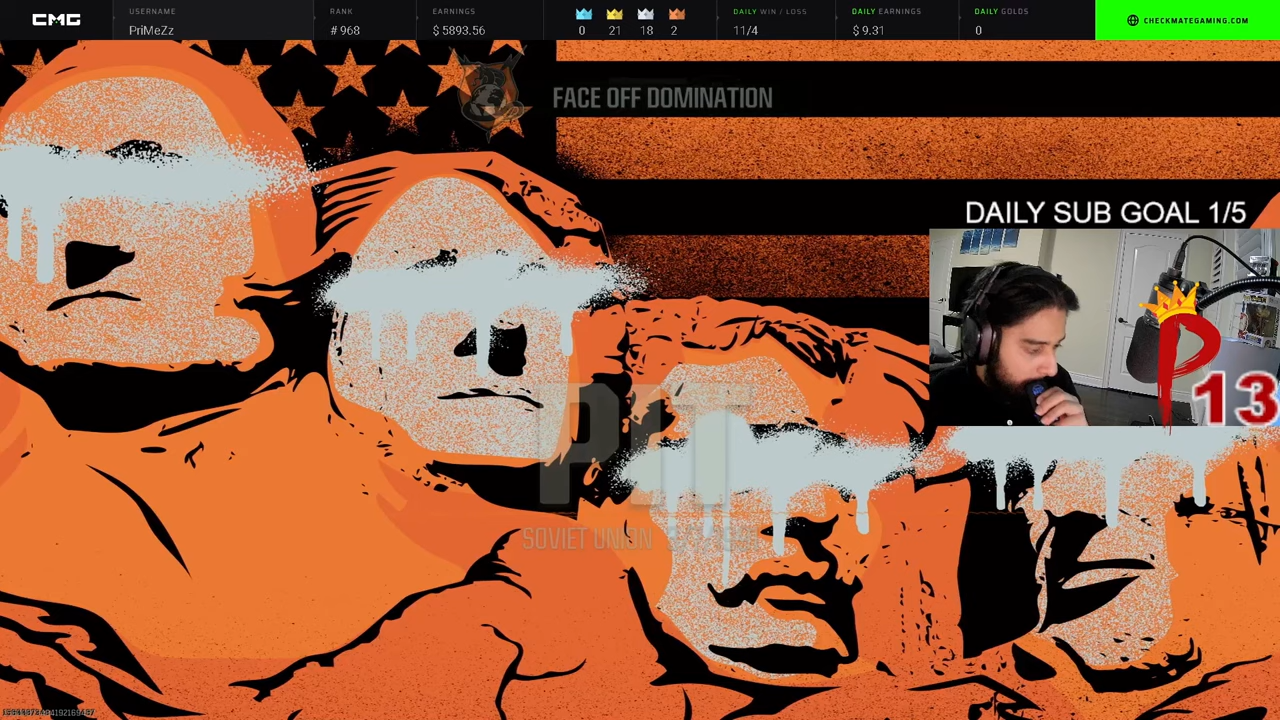 CMG
USERNAME
PriMeZz
RANK
# 968
EARNINGS
$ 5893.56
0 21 18 2
DAILY WIN / LOSS
11/4
DAILY EARNINGS
$ 9.31
DAILY GOLDS
0
CHECKMATEGAMING.COM
FACE OFF DOMINATION
DAILY SUB GOAL 1/5
P 13
PIT
SOVIET UNION